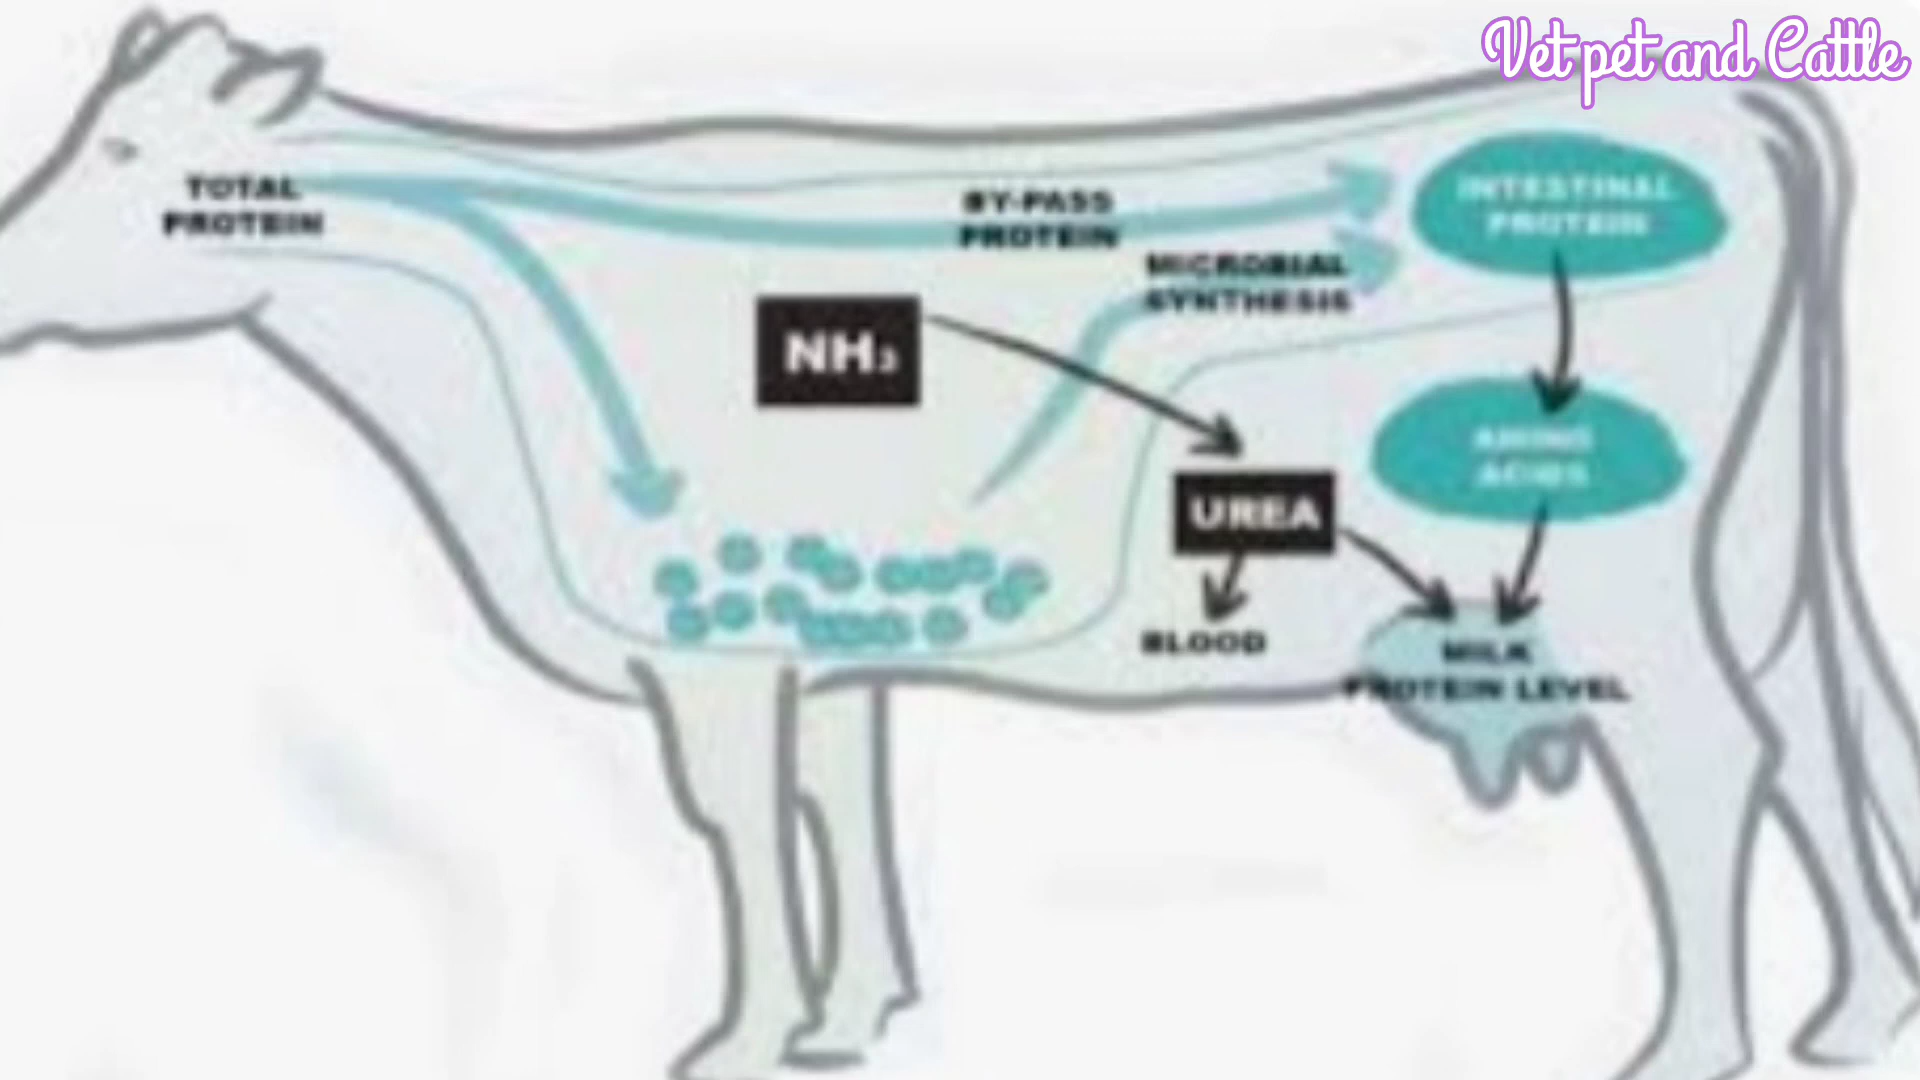 Vet pet and Cattle
TOTAL
PROTEIN
BY-PASS
PROTEIN
INTESTINAL
PROTEIN
MICROBIAL
SYNTHESIS
NH₃
AMINO
ACIDS
UREA
BLOOD
MILK
PROTEIN LEVEL